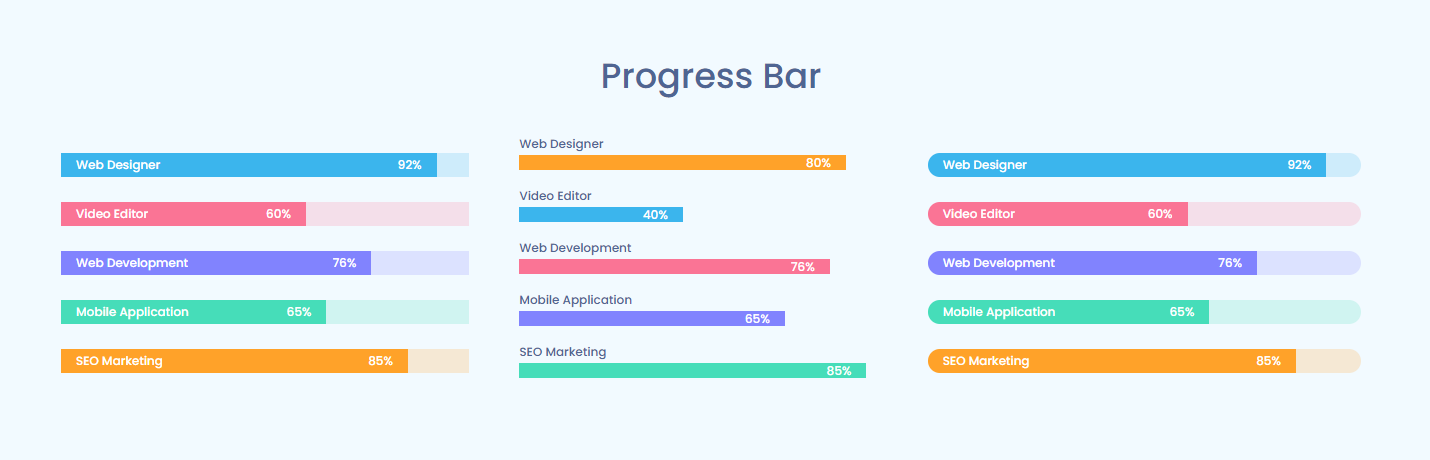 Progress Bar
Web Designer 92%
Video Editor 60%
Web Development 76%
Mobile Application 65%
SEO Marketing 85%
Web Designer
80%
Video Editor
40%
Web Development
76%
Mobile Application
65%
SEO Marketing
85%
Web Designer 92%
Video Editor 60%
Web Development 76%
Mobile Application 65%
SEO Marketing 85%